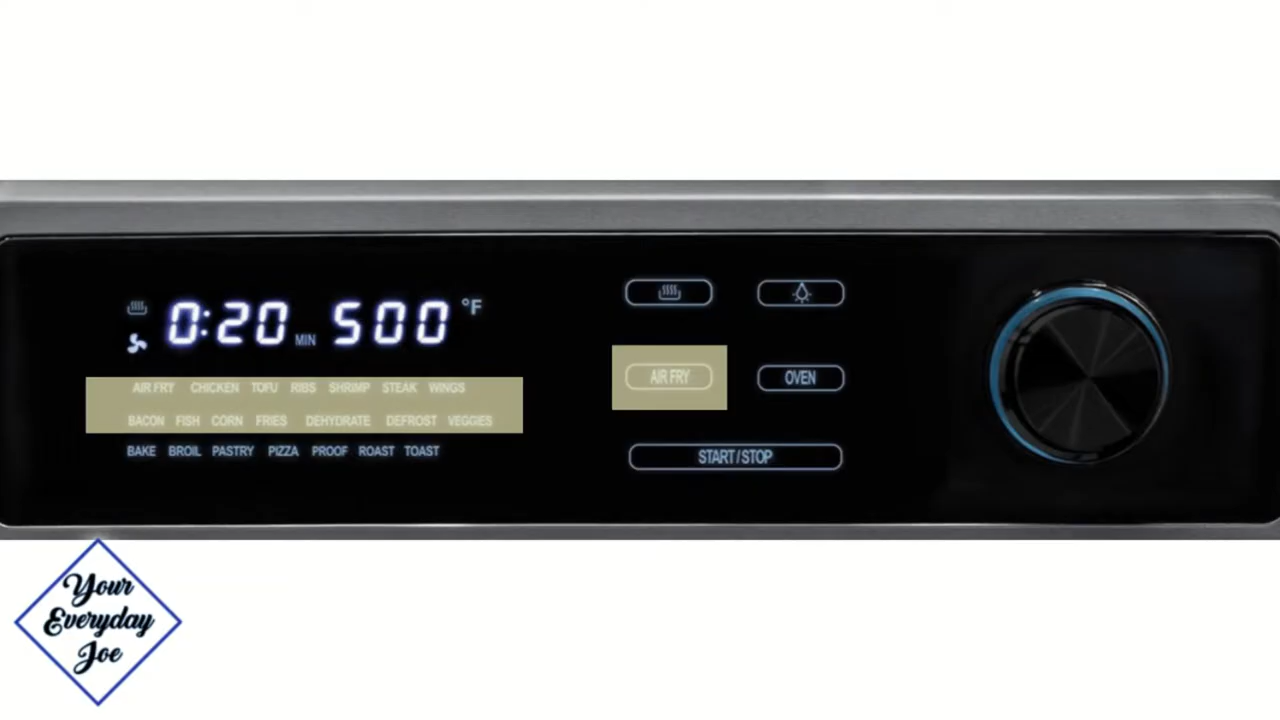 0:20 MIN 500 °F
AIR FRY CHICKEN TOFU RIBS SHRIMP STEAK WINGS
BACON FISH CORN FRIES DEHYDRATE DEFROST VEGGIES
BAKE BROIL PASTRY PIZZA PROOF ROAST TOAST
AIR FRY OVEN
START/STOP
Your
Everyday
Joe